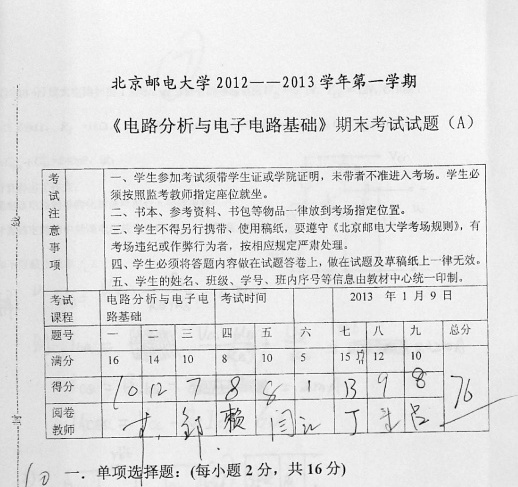 北京邮电大学2012——2013学年第一学期
《电路分析与电子电路基础》期末考试试题（A）
考试注意事项
一、学生参加考试须带学生证或学院证明，未带者不准进入考场。学生必
须按照监考教师指定座位就坐。
二、书本、参考资料、书包等物品一律放到考场指定位置。
三、学生不得另行携带、使用稿纸，要遵守《北京邮电大学考场规则》，有
考场违纪或作弊行为者，按相应规定严肃处理。
四、学生必须将答题内容做在试题答卷上，做在试题及草稿纸上一律无效。
五、学生的姓名、班级、学号、班内序号等信息由教材中心统一印制。
考试课程 电路分析与电子电路基础 考试时间 2013 年 1 月 9 日
题号 一 二 三 四 五 六 七 八 九 总分
满分 16 14 10 8 10 5 15 12 10
得分 10 12 7 8 8 1 13 9 8 76
阅卷教师 郭 赖 闫 丁 吕
10 一．单项选择题：(每小题 2 分，共 16 分)